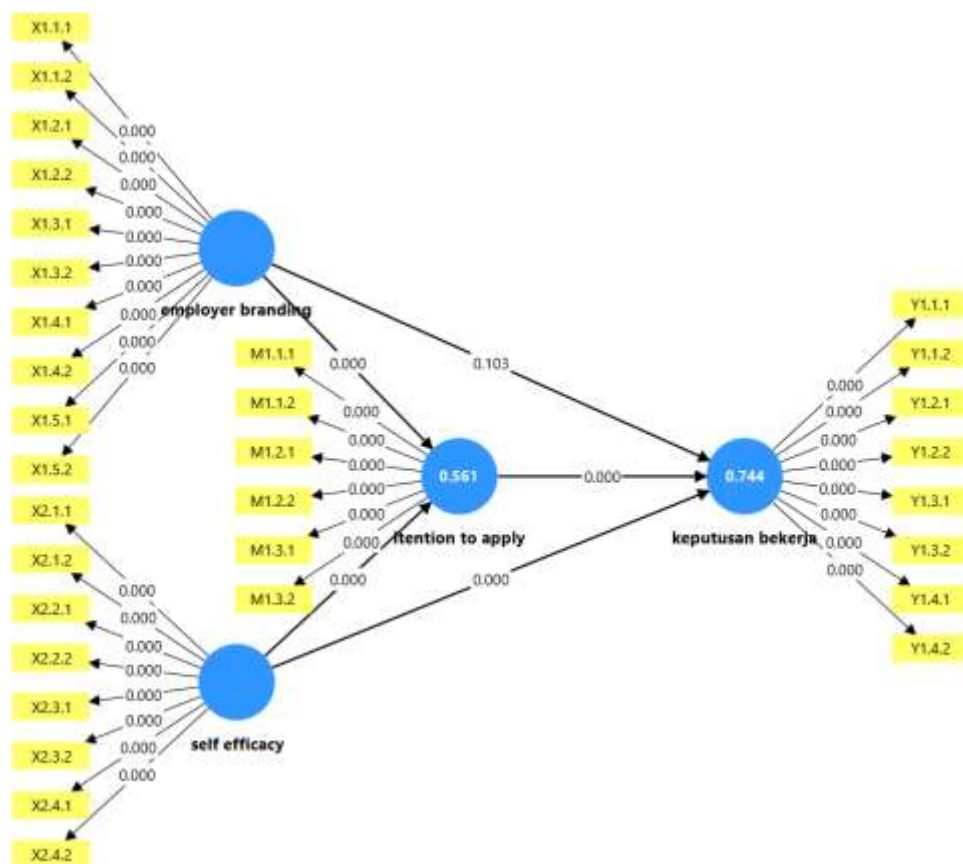 X1.1.1
X1.1.2
X1.2.1
X1.2.2
X1.3.1
X1.3.2
X1.4.1
X1.4.2
X1.5.1
X1.5.2
0.000
0.000
0.000
0.000
0.000
0.000
0.000
0.000
0.000
0.000
employer branding
0.000
0.103
M1.1.1
M1.1.2
M1.2.1
M1.2.2
M1.3.1
M1.3.2
0.000
0.000
0.000
0.000
0.000
0.000
0.561
itention to apply
0.000
0.000
0.000
X2.1.1
X2.1.2
X2.2.1
X2.2.2
X2.3.1
X2.3.2
X2.4.1
X2.4.2
0.000
0.000
0.000
0.000
0.000
0.000
0.000
0.000
self efficacy
0.744
keputusan bekerja
0.000
0.000
0.000
0.000
0.000
0.000
0.000
0.000
Y1.1.1
Y1.1.2
Y1.2.1
Y1.2.2
Y1.3.1
Y1.3.2
Y1.4.1
Y1.4.2